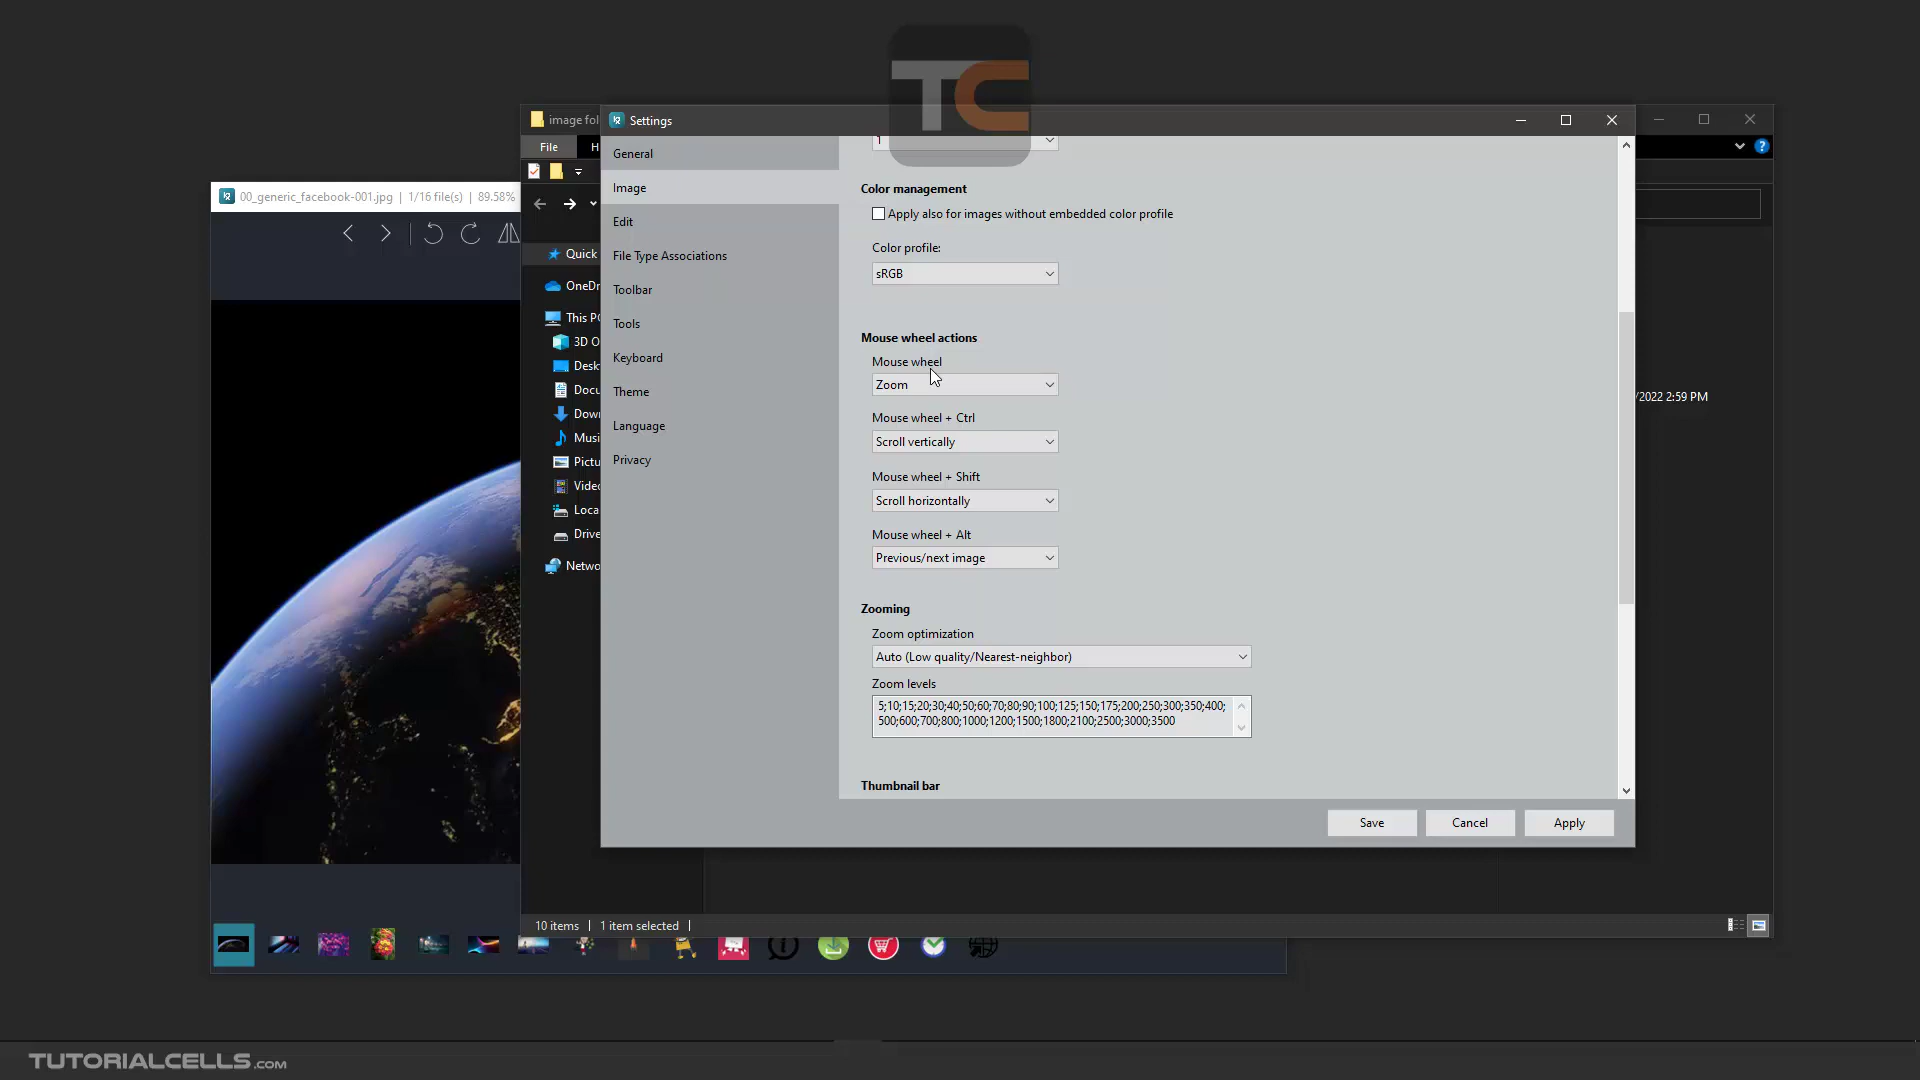 TC
image fol
Settings
File
H
General
Image
Edit
File Type Associations
Toolbar
Tools
Keyboard
Theme
Language
Privacy
1
Color management
Apply also for images without embedded color profile
Color profile:
sRGB
Mouse wheel actions
Mouse wheel
Zoom
Mouse wheel + Ctrl
Scroll vertically
Mouse wheel + Shift
Scroll horizontally
Mouse wheel + Alt
Previous/next image
Zooming
Zoom optimization
Auto (Low quality/Nearest-neighbor)
Zoom levels
5;10;15;20;30;40;50;60;70;80;90;100;125;150;175;200;250;300;350;400;
500;600;700;800;1000;1200;1500;1800;2100;2500;3000;3500
Thumbnail bar
Save
Cancel
Apply
00_generic_facebook-001.jpg | 1/16 file(s) | 89.58%
Quick
OneDr
This PC
3D O
Desk
Docu
Down
Musi
Pictu
Video
Loca
Drive
Netwo
/2022 2:59 PM
10 items
1 item selected
TUTORIALCELLS.COM